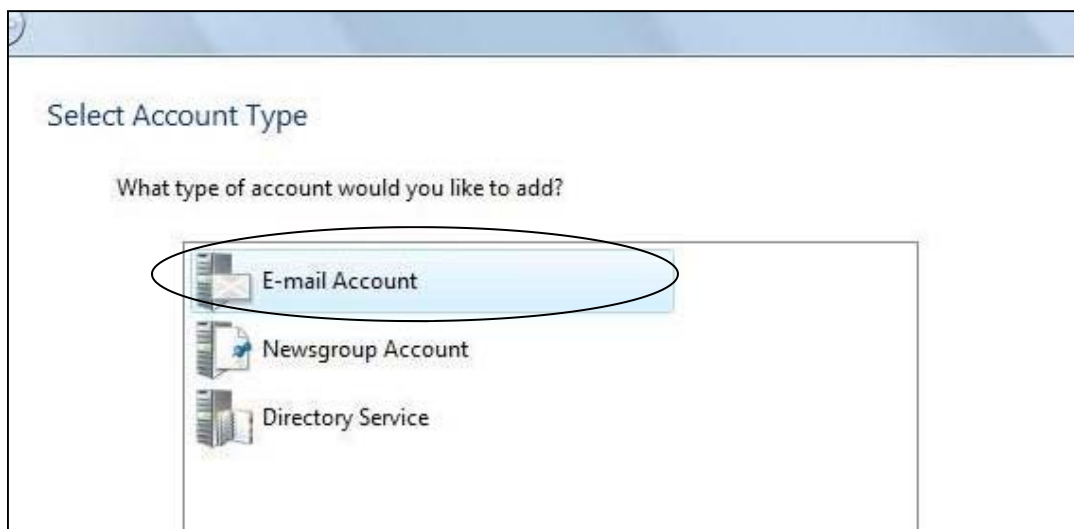 Select Account Type
What type of account would you like to add?
E-mail Account
Newsgroup Account
Directory Service